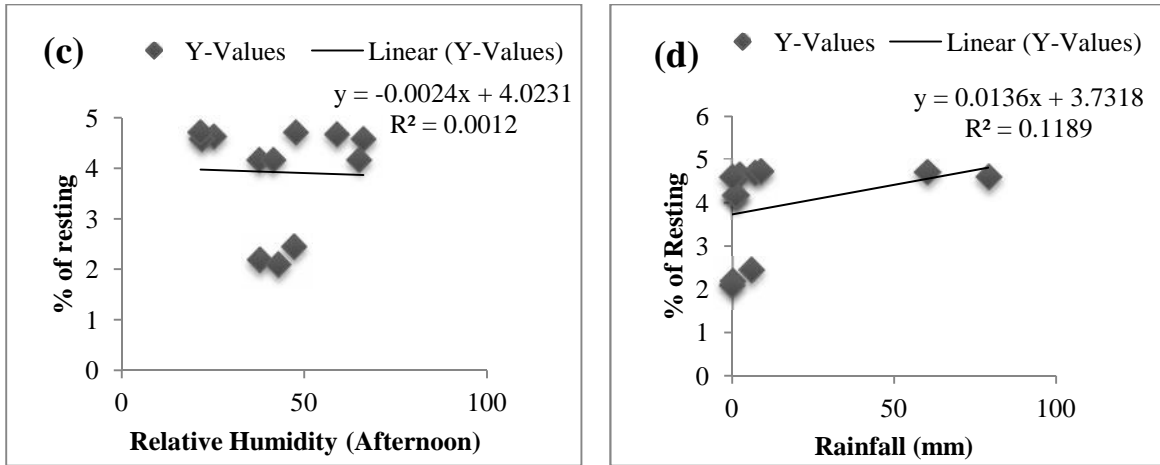 (c)
Y-Values
Linear (Y-Values)
y = -0.0024x + 4.0231
R² = 0.0012
5
4
3
2
1
0
% of resting
0
50
100
Relative Humidity (Afternoon)
(d)
Y-Values
Linear (Y-Values)
y = 0.0136x + 3.7318
R² = 0.1189
6
5
4
3
2
1
0
% of Resting
0
50
100
Rainfall (mm)